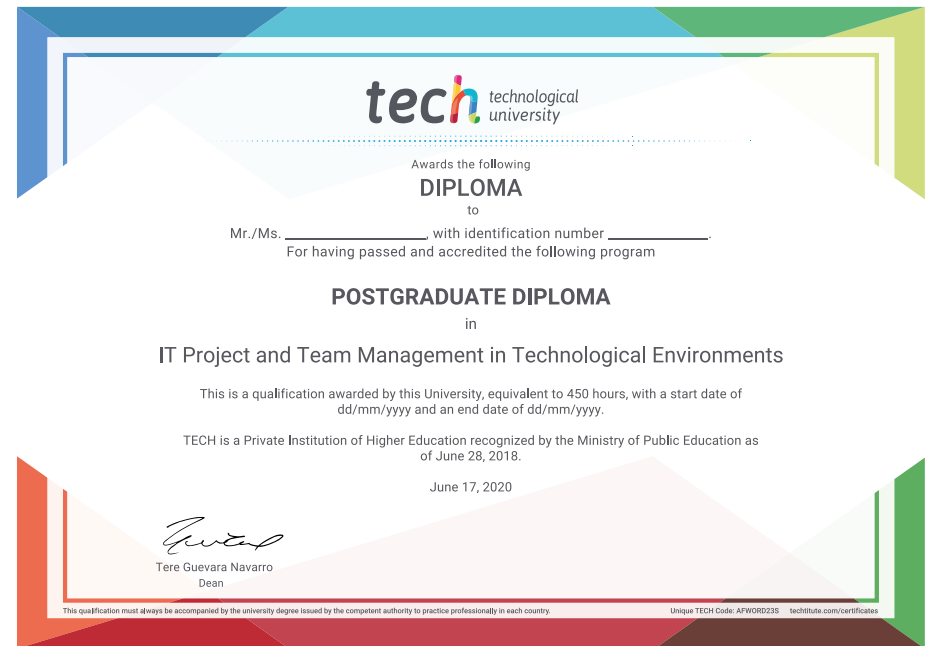 tech technological
university
Awards the following
DIPLOMA
to
Mr./Ms. ____________________, with identification number ______________.
For having passed and accredited the following program
POSTGRADUATE DIPLOMA
in
IT Project and Team Management in Technological Environments
This is a qualification awarded by this University, equivalent to 450 hours, with a start date of
dd/mm/yyyy and an end date of dd/mm/yyyy.
TECH is a Private Institution of Higher Education recognized by the Ministry of Public Education as
of June 28, 2018.
June 17, 2020
Tere Guevara Navarro
Dean
This qualification must always be accompanied by the university degree issued by the competent authority to practice professionally in each country. Unique TECH Code: AFWORD23S techtitute.com/certificates